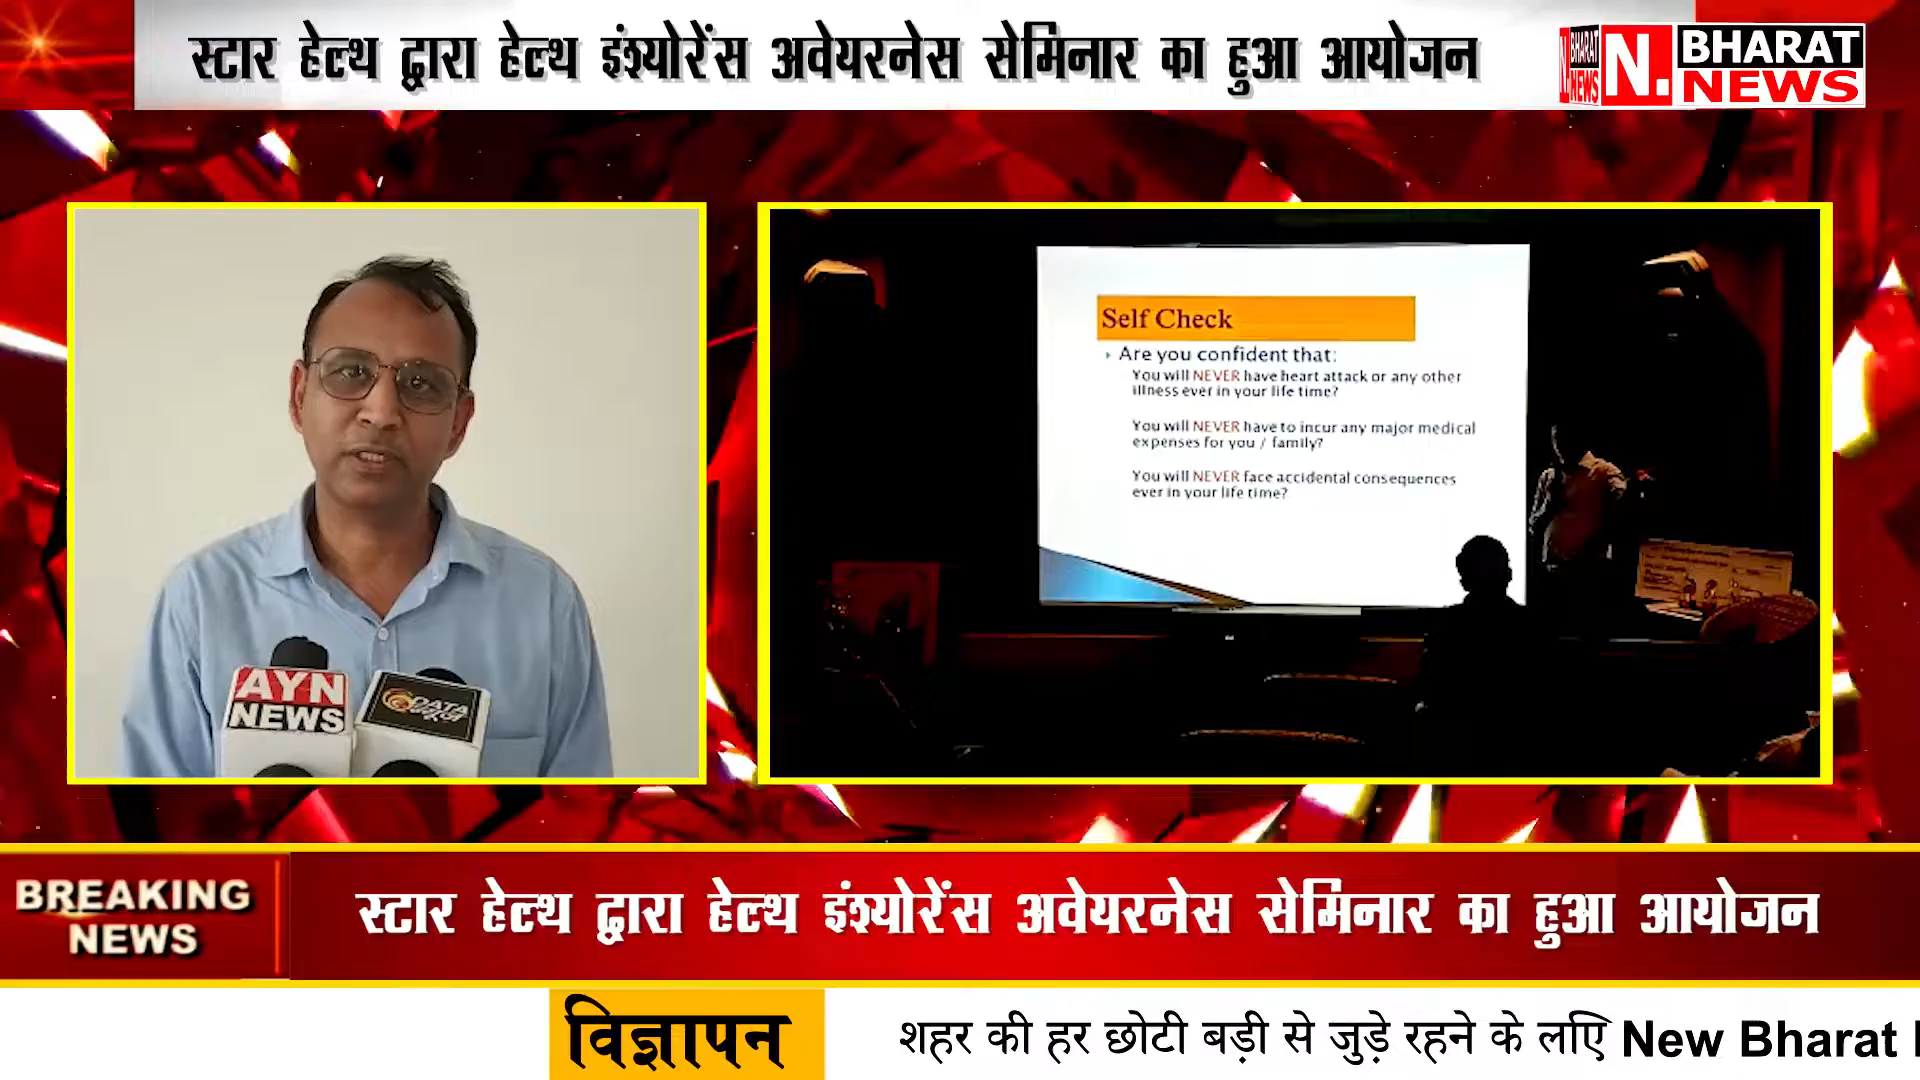 स्टार हेल्थ द्वारा हेल्थ इंश्योरेंस अवेयरनेस सेमिनार का हुआ आयोजन
N. BHARAT NEWS
N. BHARAT
NEWS
Self Check
Are you confident that:
You will NEVER have heart attack or any other
illness ever in your life time?
You will NEVER have to incur any major medical
expenses for you / family?
You will NEVER face accidental consequences
ever in your life time?
AYN
NEWS
DATA
BREAKING
NEWS
स्टार हेल्थ द्वारा हेल्थ इंश्योरेंस अवेयरनेस सेमिनार का हुआ आयोजन
विज्ञापन
शहर की हर छोटी बड़ी से जुड़े रहने के लिए New Bharat